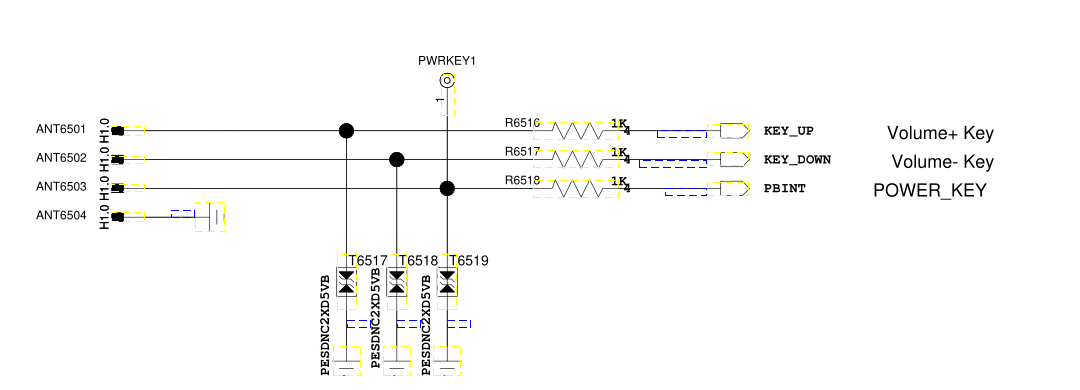 PWRKEY1
1
ANT6501 H1.0 R6516 1K 4 KEY_UP Volume+ Key
ANT6502 H1.0 R6517 1K 4 KEY_DOWN Volume- Key
ANT6503 H1.0 R6518 1K 4 PBINT POWER_KEY
ANT6504 H1.0
T6517 T6518 T6519
PESDNC2XD5VB PESDNC2XD5VB PESDNC2XD5VB